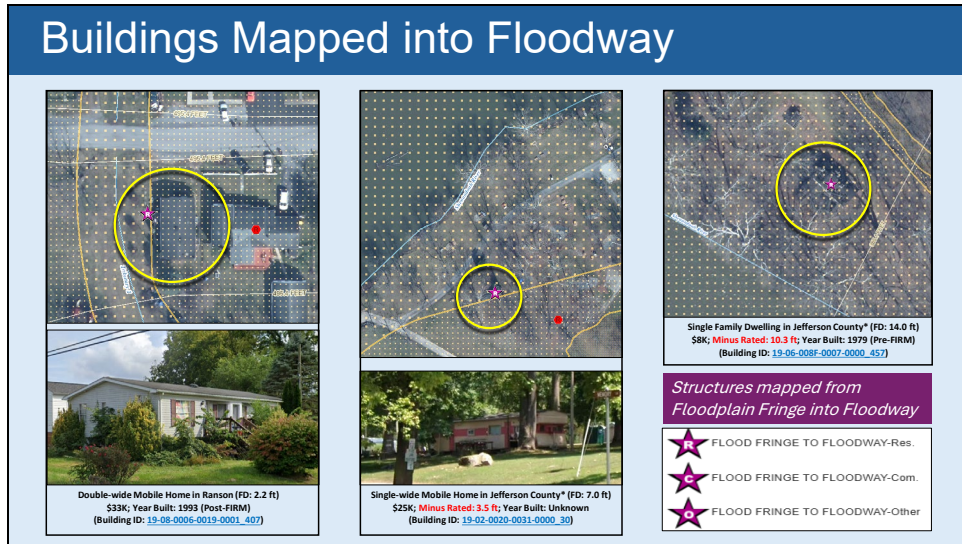 Buildings Mapped into Floodway
Double-wide Mobile Home in Ranson (FD: 2.2 ft)
$33K; Year Built: 1993 (Post-FIRM)
(Building ID: 19-08-0006-0019-0001_407)
Single-wide Mobile Home in Jefferson County* (FD: 7.0 ft)
$25K; Minus Rated: 3.5 ft; Year Built: Unknown
(Building ID: 19-02-0020-0031-0000_30)
Single Family Dwelling in Jefferson County* (FD: 14.0 ft)
$8K; Minus Rated: 10.3 ft; Year Built: 1979 (Pre-FIRM)
(Building ID: 19-06-008F-0007-0000_457)
Structures mapped from
Floodplain Fringe into Floodway
R FLOOD FRINGE TO FLOODWAY-Res.
C FLOOD FRINGE TO FLOODWAY-Com.
O FLOOD FRINGE TO FLOODWAY-Other